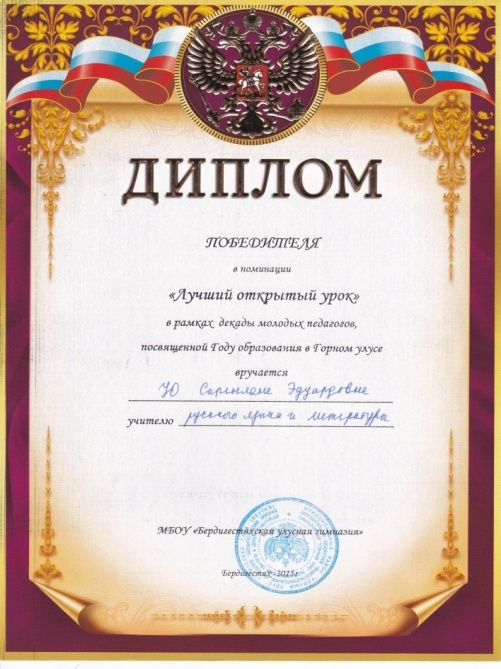 ДИПЛОМ
ПОБЕДИТЕЛЯ
в номинации
«Лучший открытый урок»
в рамках декады молодых педагогов,
посвященной Году образования в Горном улусе
вручается
Эдуардовне
учителю русского языка и литературы
МБОУ «Бердигестяхская улусная гимназия»
Бердигестях -2015г